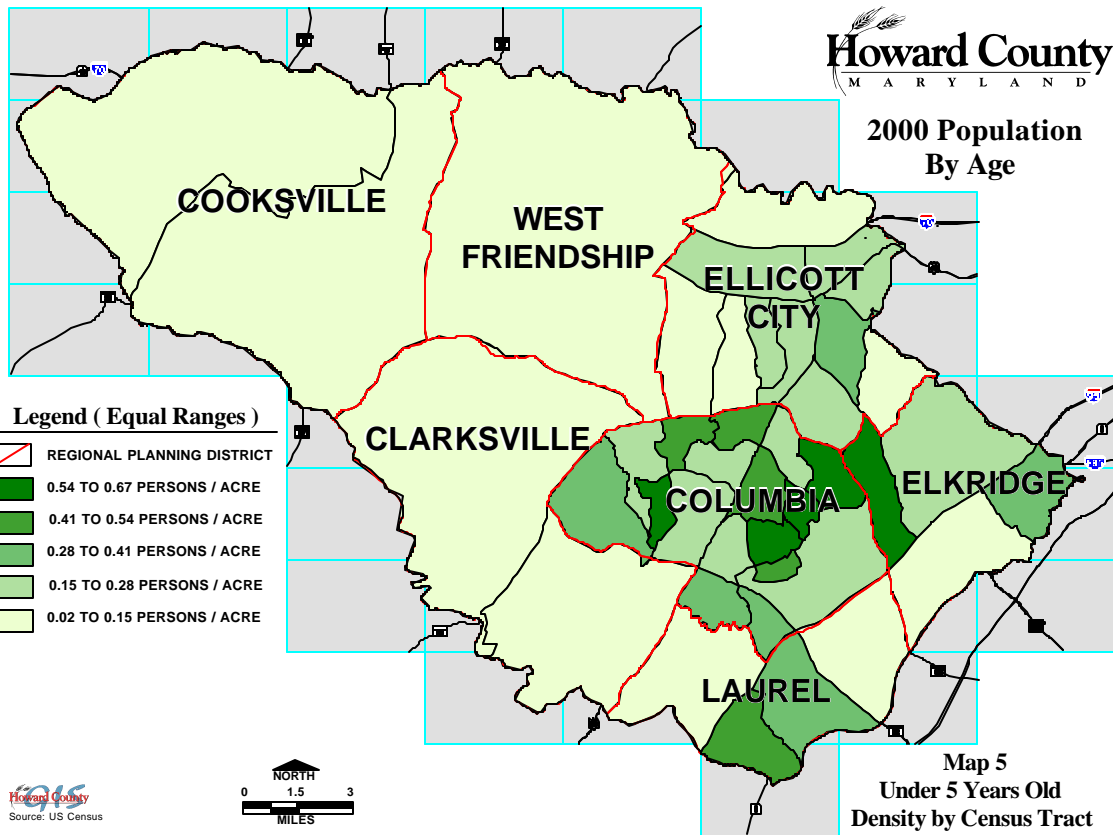 Howard County
MARYLAND
2000 Population
By Age
COOKSVILLE
WEST
FRIENDSHIP
ELLICOTT
CITY
CLARKSVILLE
COLUMBIA
ELKRIDGE
LAUREL
Legend ( Equal Ranges )
REGIONAL PLANNING DISTRICT
0.54 TO 0.67 PERSONS / ACRE
0.41 TO 0.54 PERSONS / ACRE
0.28 TO 0.41 PERSONS / ACRE
0.15 TO 0.28 PERSONS / ACRE
0.02 TO 0.15 PERSONS / ACRE
NORTH
0 1.5 3
MILES
Howard County
GIS
Source: US Census
Map 5
Under 5 Years Old
Density by Census Tract